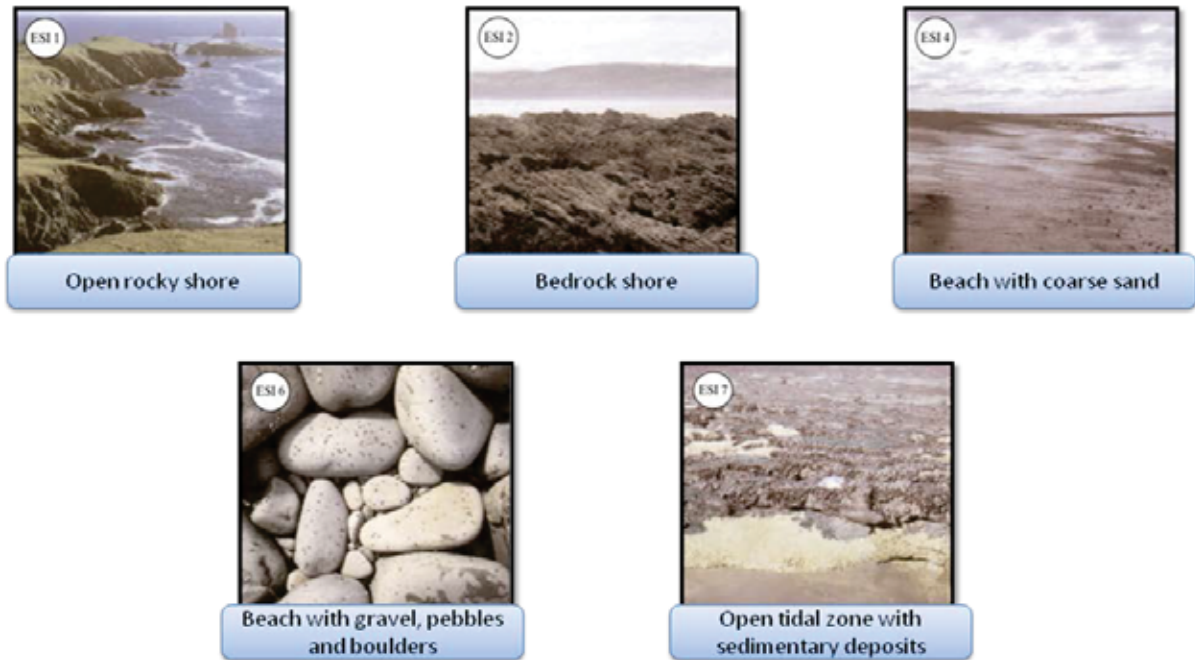 ESI 1
Open rocky shore
ESI 2
Bedrock shore
ESI 4
Beach with coarse sand
ESI 6
Beach with gravel, pebbles
and boulders
ESI 7
Open tidal zone with
sedimentary deposits